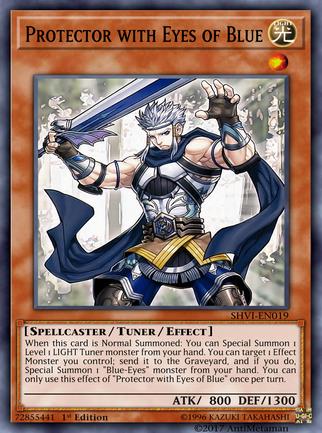 PROTECTOR WITH EYES OF BLUE
LIGHT
光
SHVI-EN019
[SPELLCASTER / TUNER / EFFECT]
When this card is Normal Summoned: You can Special Summon 1
Level 1 LIGHT Tuner monster from your hand. You can target 1 Effect
Monster you control; send it to the Graveyard, and if you do,
Special Summon 1 "Blue-Eyes" monster from your hand. You can
only use this effect of "Protector with Eyes of Blue" once per turn.
ATK/ 800 DEF/1300
72855441 1st Edition ©1996 KAZUKI TAKAHASHI
©2017 AntiMetaman